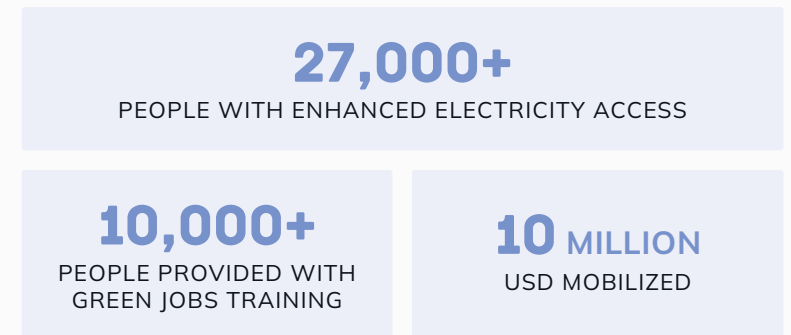 27,000+
PEOPLE WITH ENHANCED ELECTRICITY ACCESS
10,000+
PEOPLE PROVIDED WITH
GREEN JOBS TRAINING
10 MILLION
USD MOBILIZED